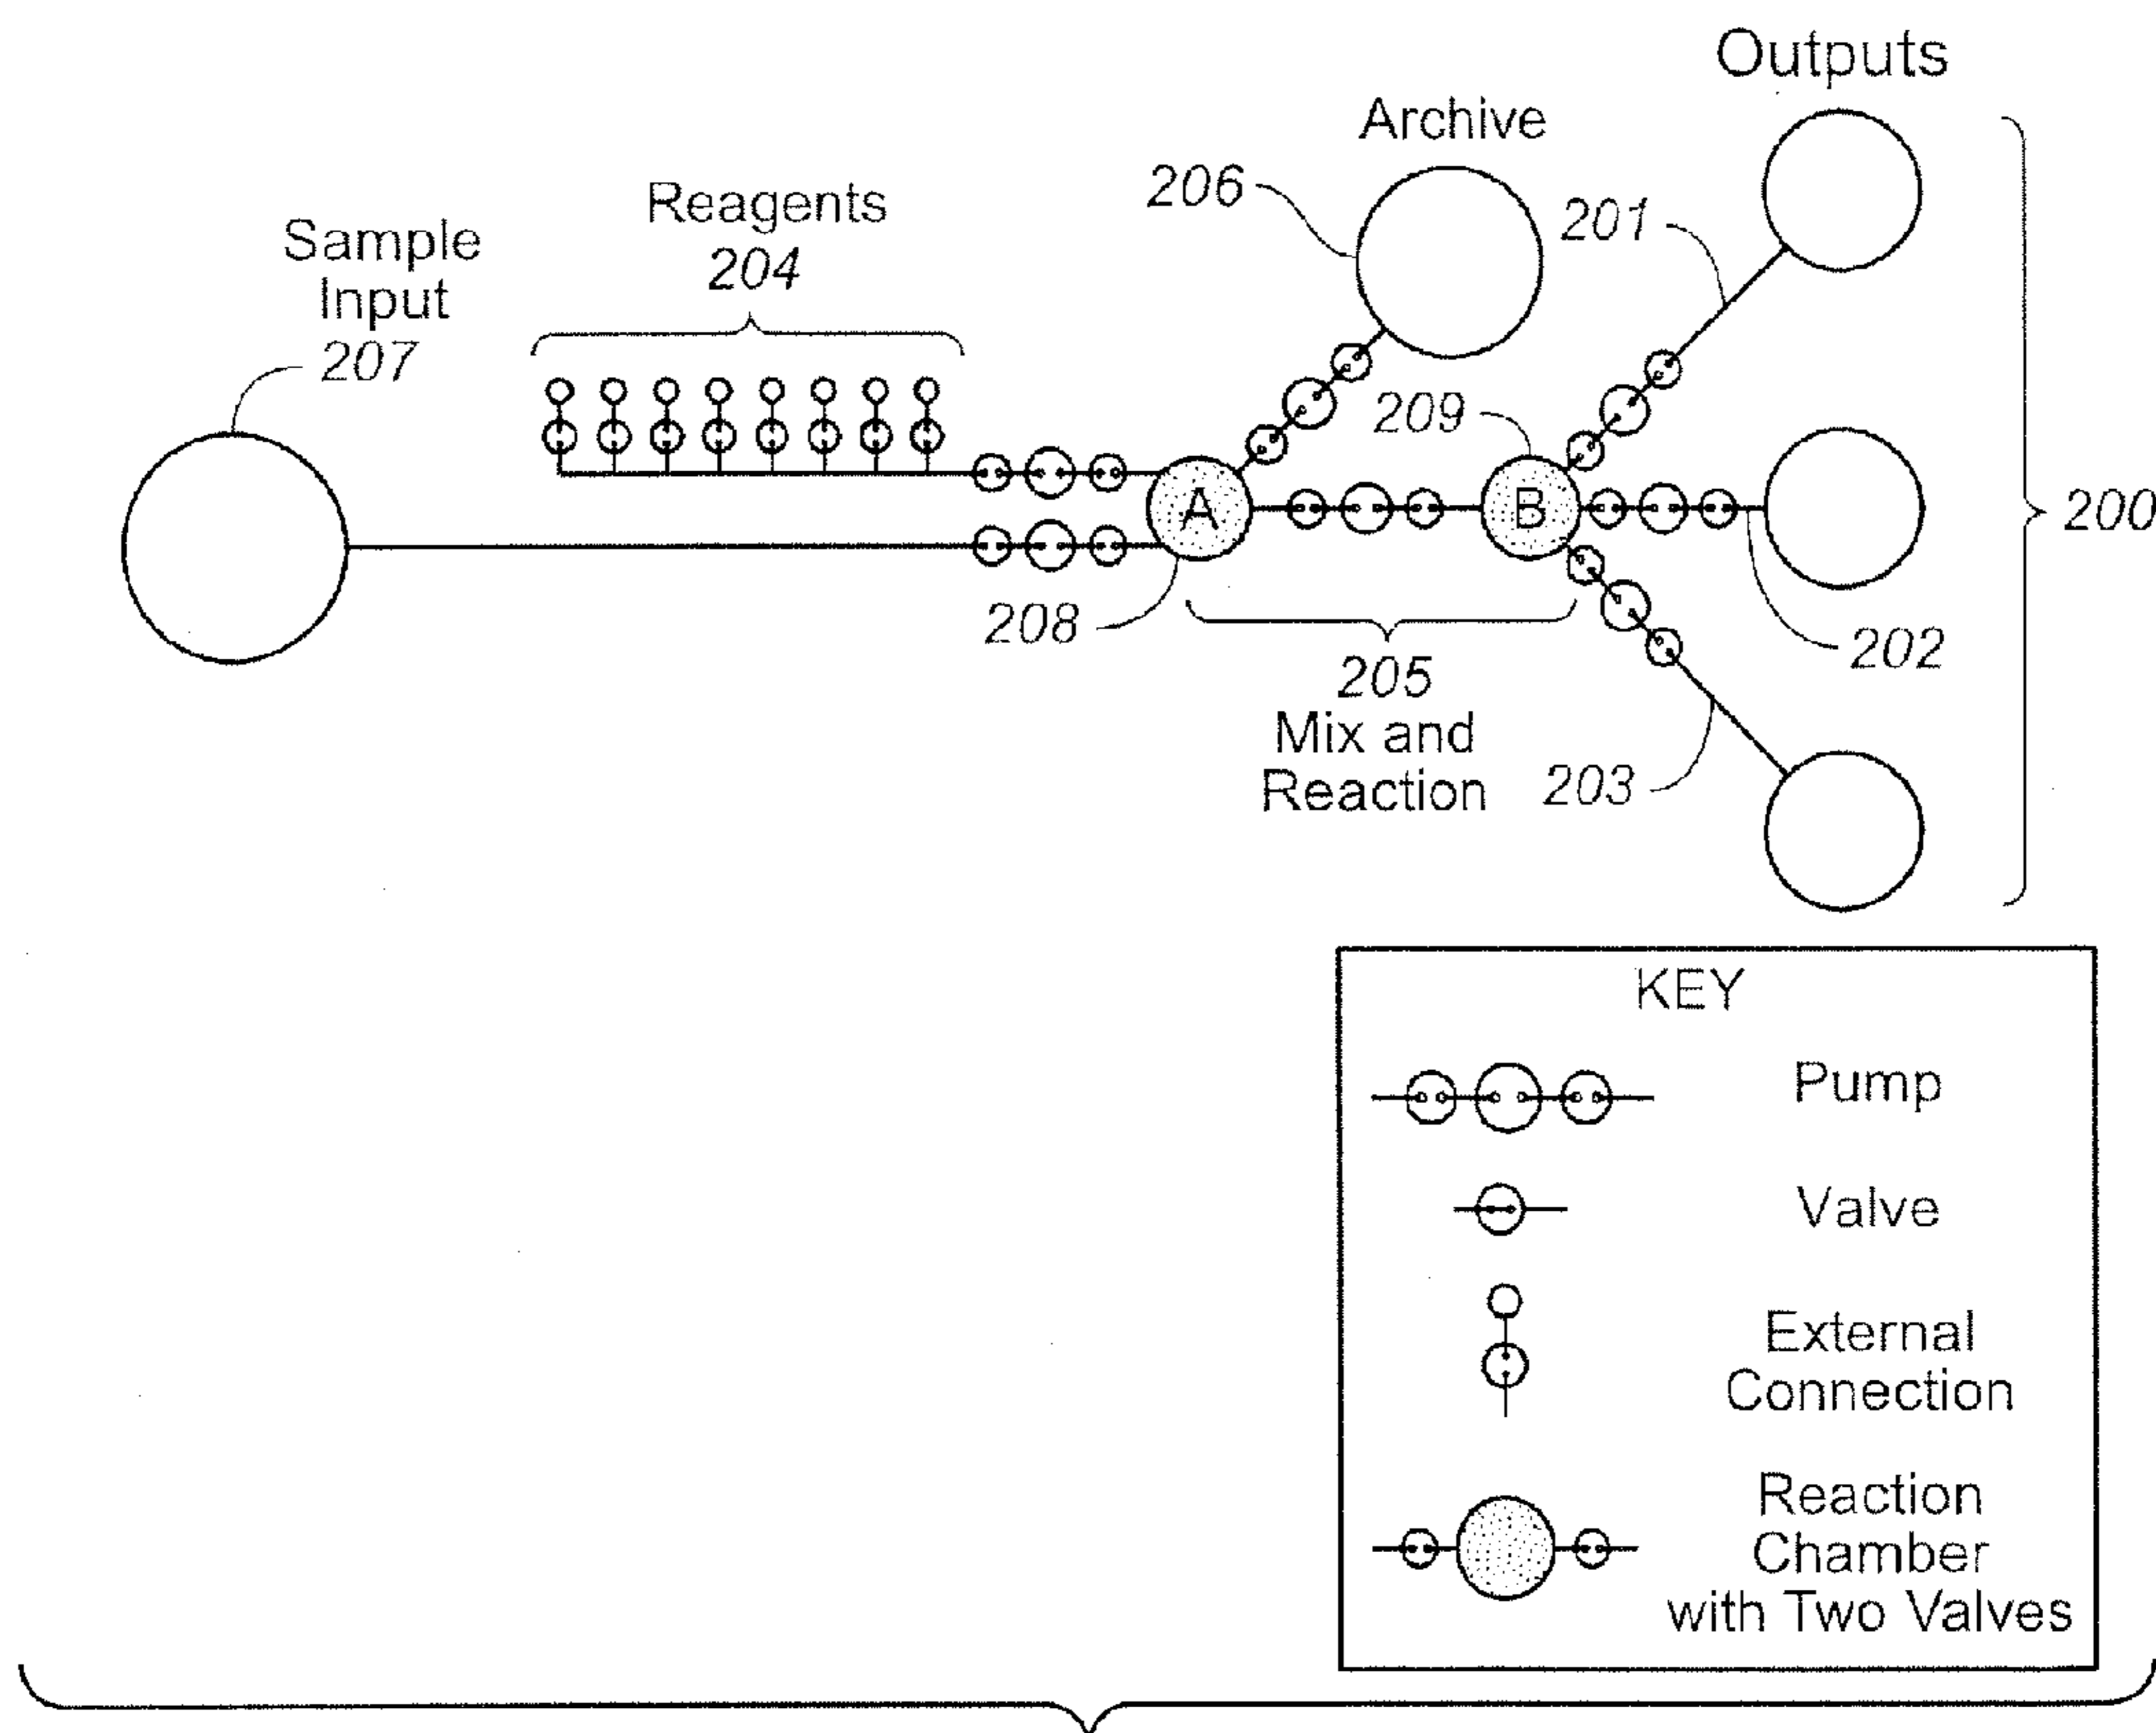 Outputs
Archive
206
201
Reagents
204
Sample
Input
207
209
A
B
200
208
202
205
Mix and
Reaction
203
KEY
Pump
Valve
External
Connection
Reaction
Chamber
with Two Valves